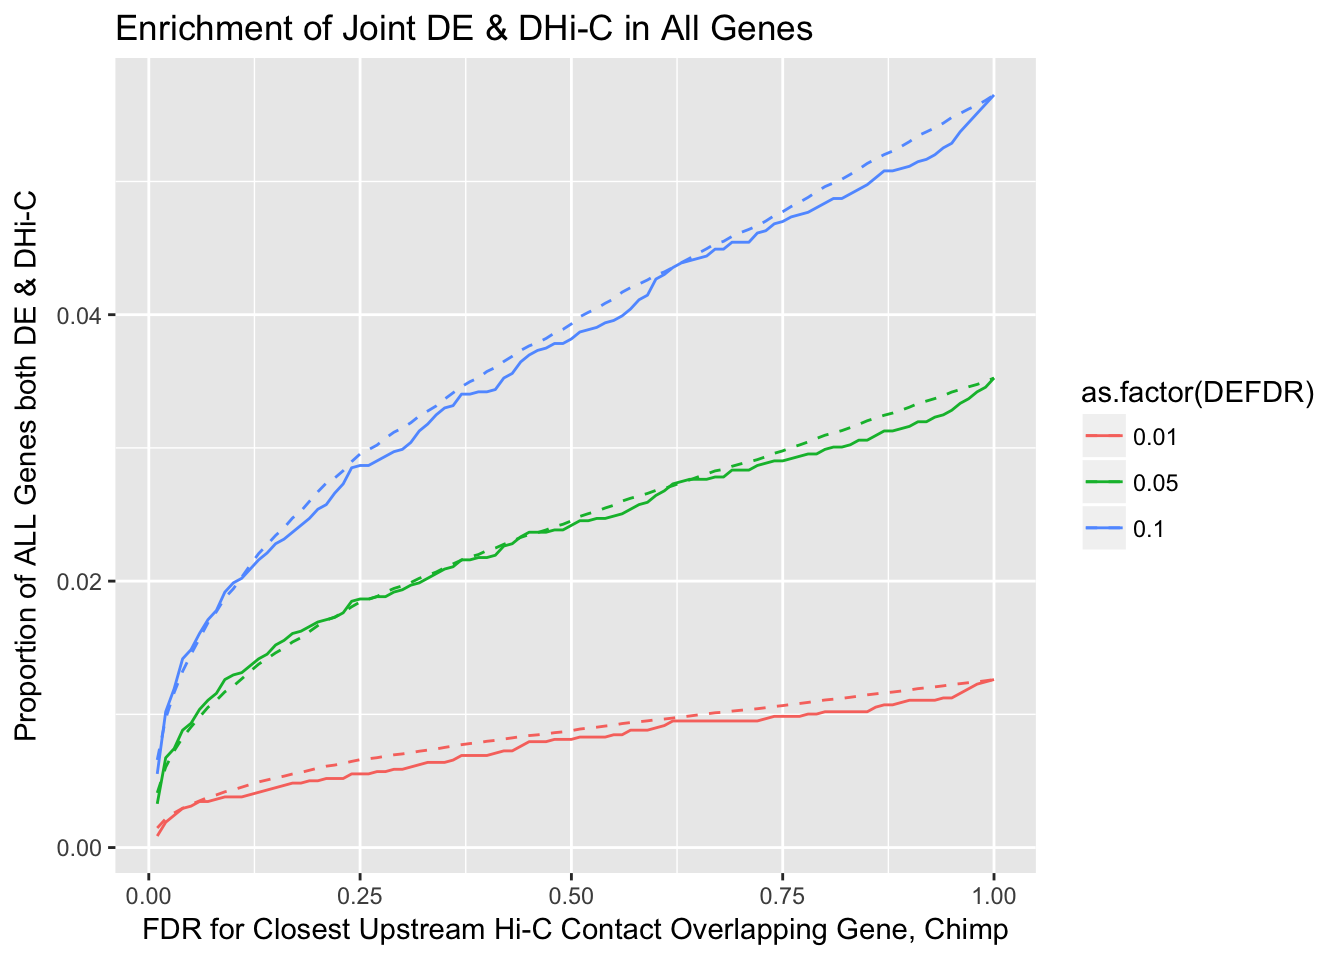 Enrichment of Joint DE & DHi-C in All Genes
Proportion of ALL Genes both DE & DHi-C
0.04
0.02
0.00
0.00 0.25 0.50 0.75 1.00
FDR for Closest Upstream Hi-C Contact Overlapping Gene, Chimp
as.factor(DEFDR)
0.01
0.05
0.1